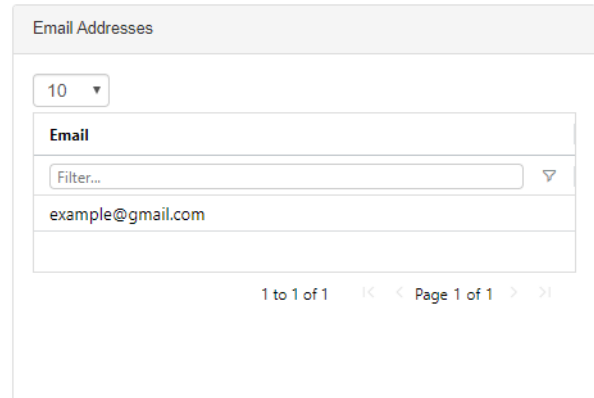 Email Addresses
10
Email
Filter...
example@gmail.com
1 to 1 of 1 Page 1 of 1